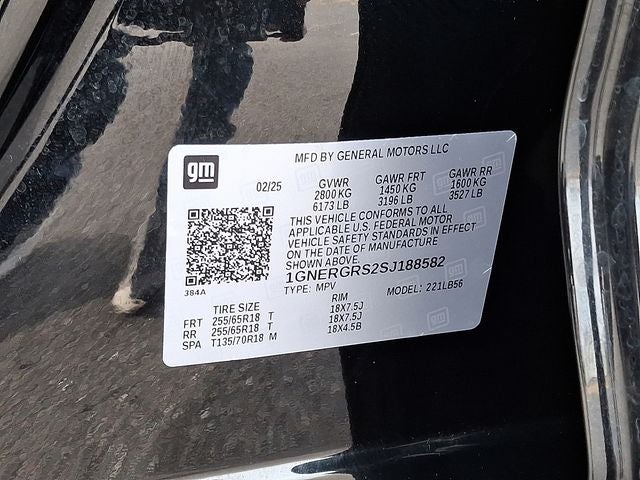 gm
MFD BY GENERAL MOTORS LLC
02/25 GVWR GAWR FRT GAWR RR
2800 KG 1450 KG 1600 KG
6173 LB 3196 LB 3527 LB
THIS VEHICLE CONFORMS TO ALL
APPLICABLE U.S. FEDERAL MOTOR
VEHICLE SAFETY STANDARDS IN EFFECT
ON THE DATE OF MANUFACTURE
SHOWN ABOVE.
1GNERGRS2SJ188582
384A
TYPE: MPV MODEL: 221LB56
TIRE SIZE RIM
FRT 255/65R18 T 18X7.5J
RR 255/65R18 T 18X7.5J
SPA T135/70R18 M 18X4.5B